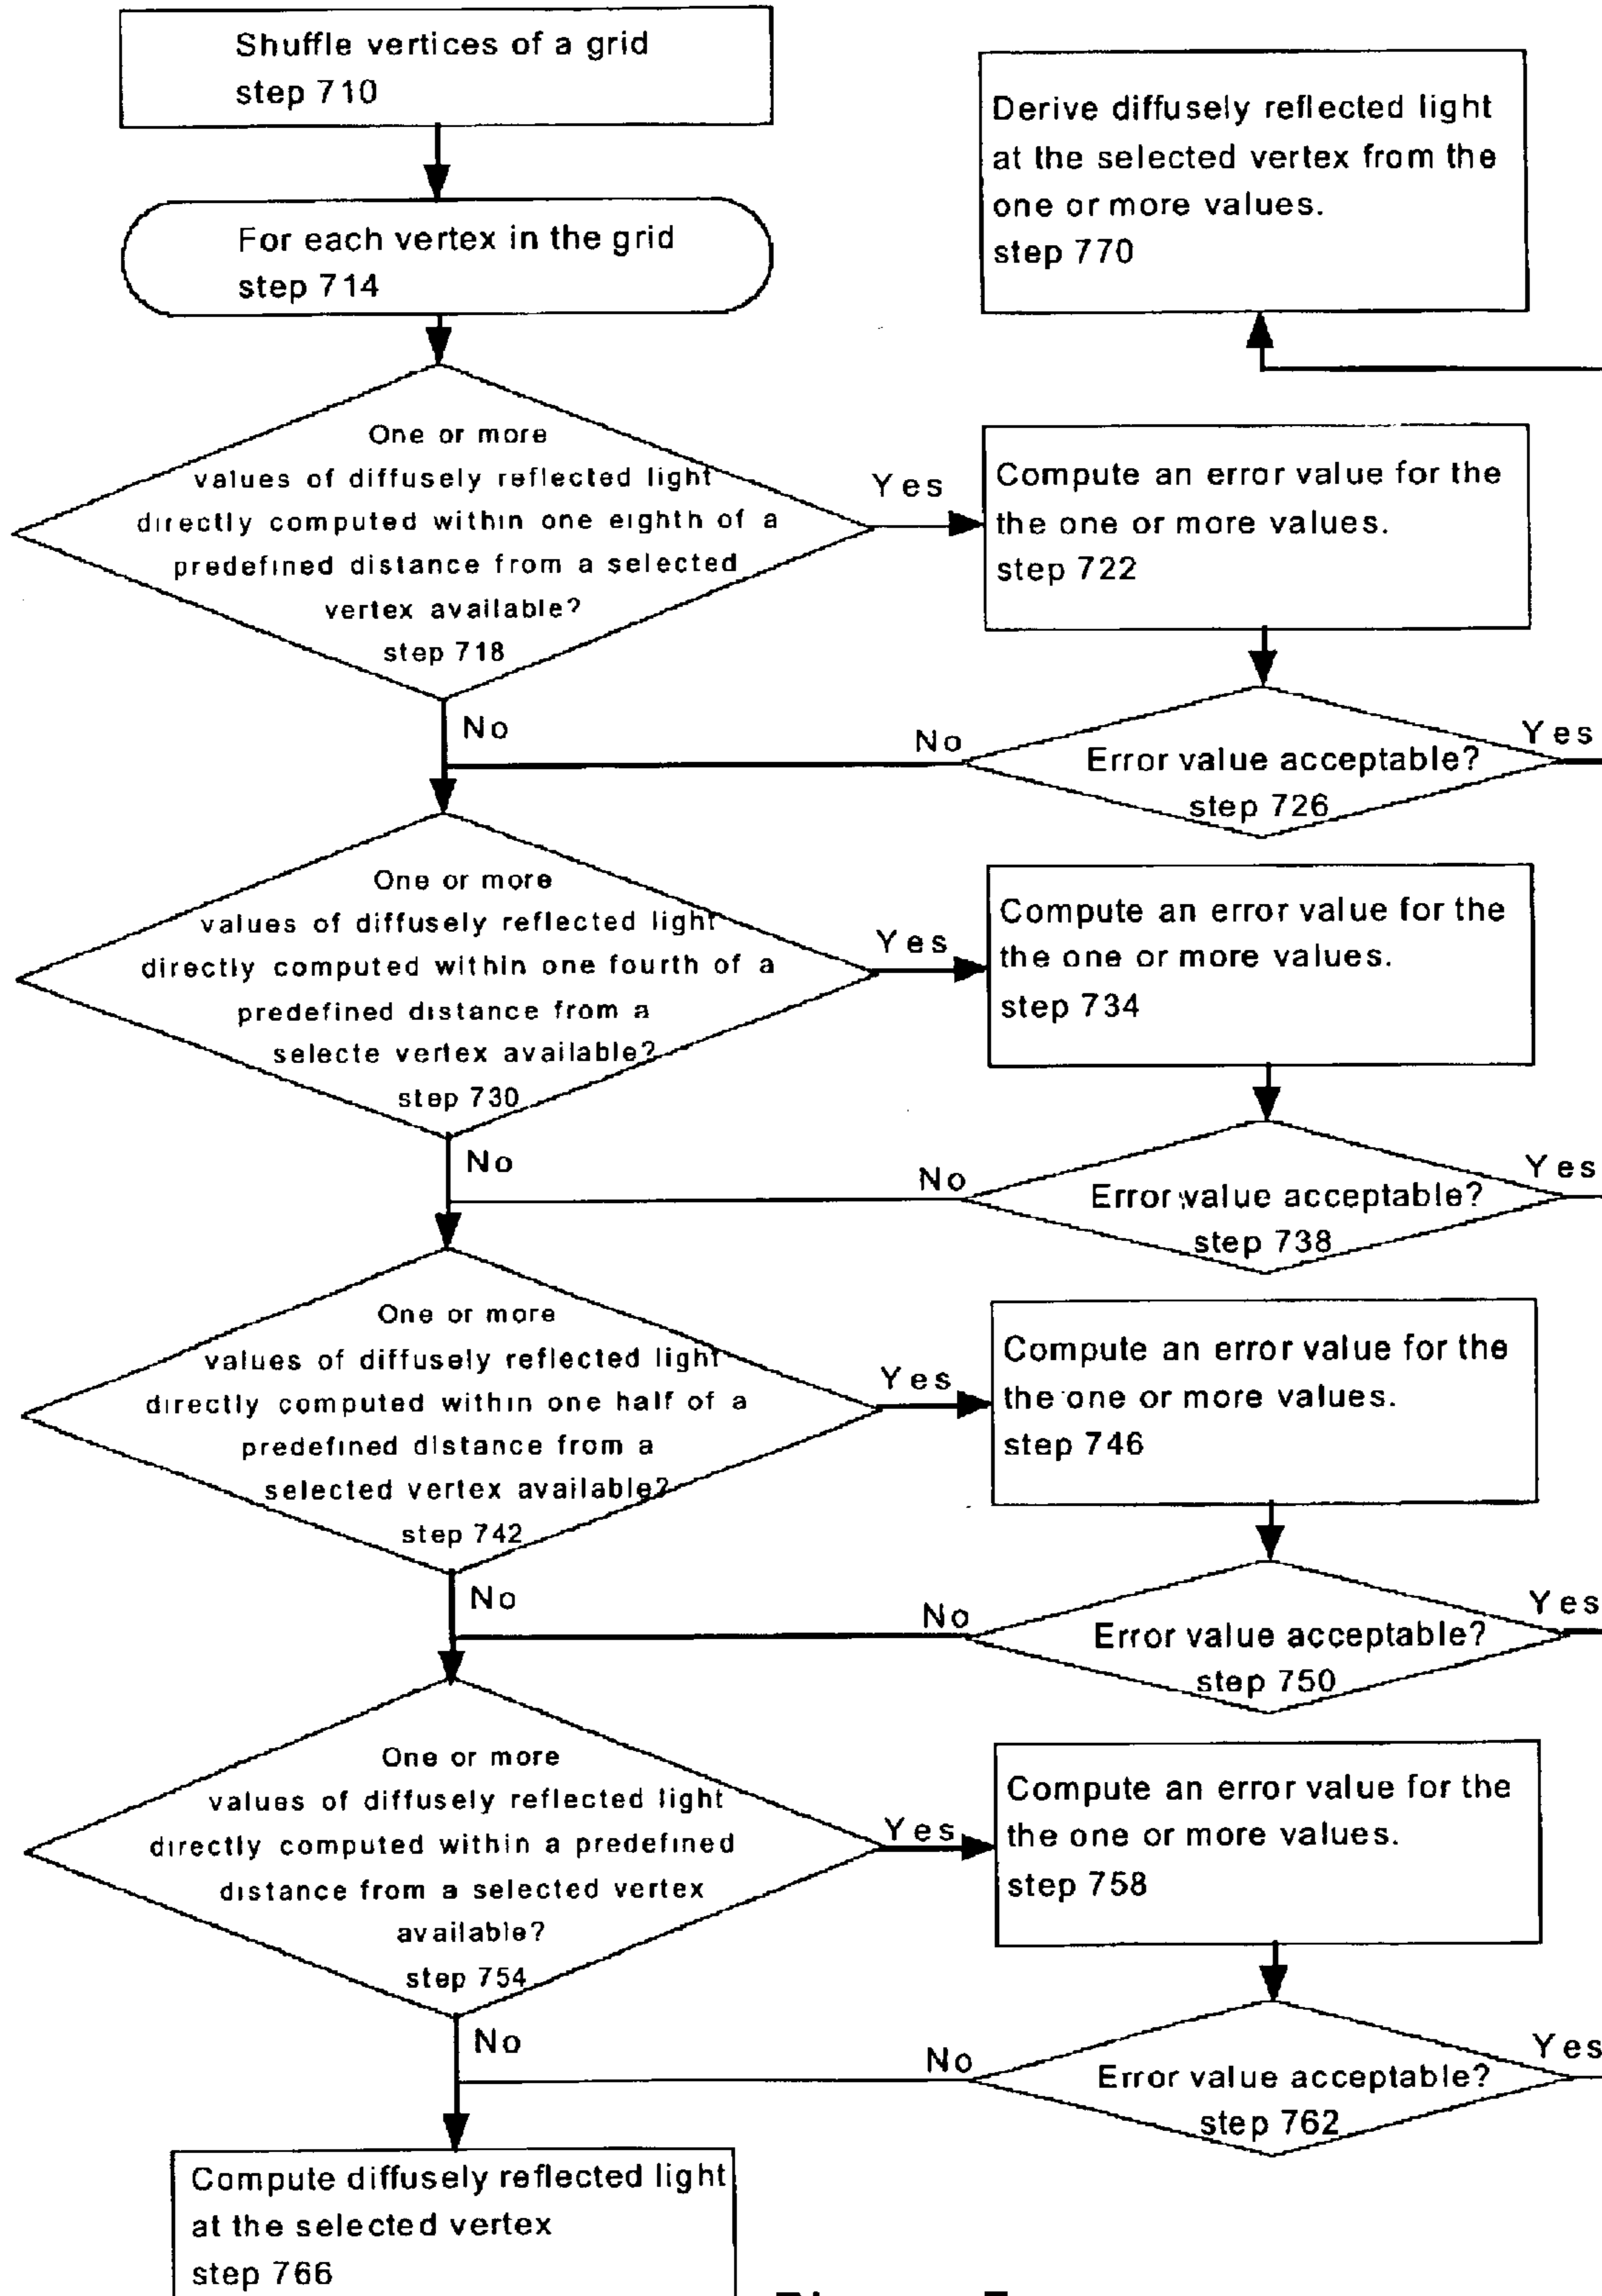 Shuffle vertices of a grid
step 710
For each vertex in the grid
step 714
Derive diffusely reflected light
at the selected vertex from the
one or more values.
step 770
One or more
values of diffusely reflected light
directly computed within one eighth of a
predefined distance from a selected
vertex available?
step 718
Yes
No
Compute an error value for the
the one or more values.
step 722
Error value acceptable?
step 726
Yes
No
One or more
values of diffusely reflected light
directly computed within one fourth of a
predefined distance from a
selecte vertex available?
step 730
Yes
No
Compute an error value for the
the one or more values.
step 734
Error value acceptable?
step 738
Yes
No
One or more
values of diffusely reflected light
directly computed within one half of a
predefined distance from a
selected vertex available?
step 742
Yes
No
Compute an error value for the
the one or more values.
step 746
Error value acceptable?
step 750
Yes
No
One or more
values of diffusely reflected light
directly computed within a predefined
distance from a selected vertex
available?
step 754
Yes
No
Compute an error value for the
the one or more values.
step 758
Error value acceptable?
step 762
Yes
No
Compute diffusely reflected light
at the selected vertex
step 766